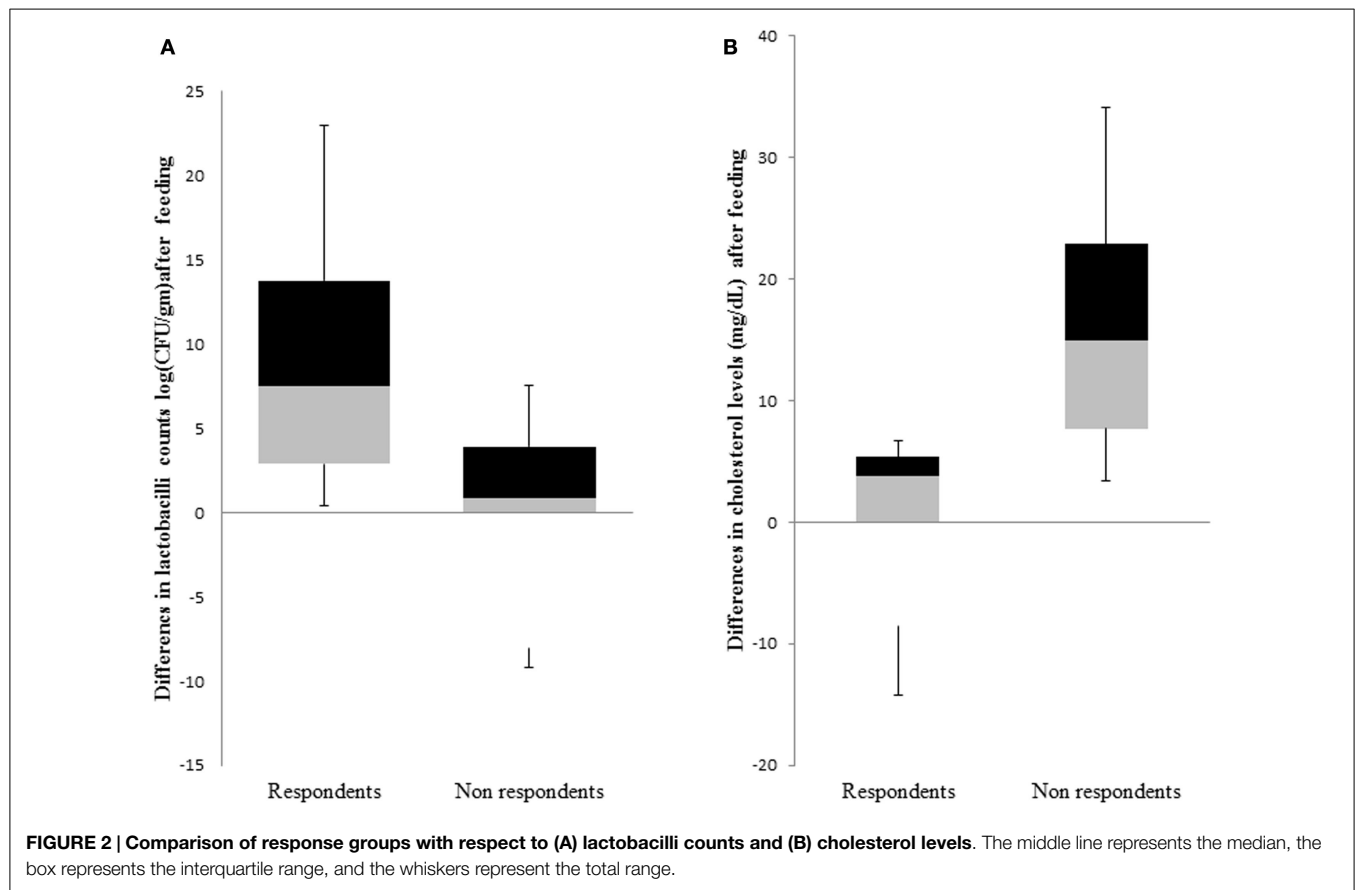 A
Differencs in lactobacilli counts log(CFU/gm)after feeding
25
20
15
10
5
0
-5
-10
-15
Respondents Non respondents
B
Differences in cholesterol levels (mg/dL) after feeding
40
30
20
10
0
-10
-20
Respondents Non respondents
FIGURE 2 | Comparison of response groups with respect to (A) lactobacilli counts and (B) cholesterol levels. The middle line represents the median, the
box represents the interquartile range, and the whiskers represent the total range.